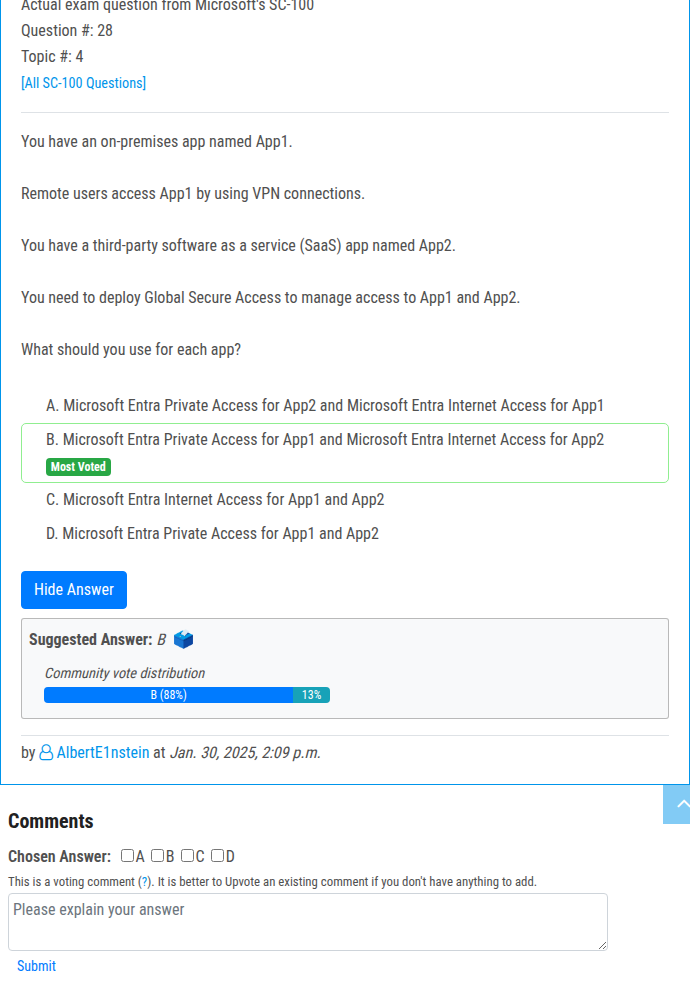 Actual exam question from Microsoft's SC-100
Question #: 28
Topic #: 4
[All SC-100 Questions]
You have an on-premises app named App1.
Remote users access App1 by using VPN connections.
You have a third-party software as a service (SaaS) app named App2.
You need to deploy Global Secure Access to manage access to App1 and App2.
What should you use for each app?
A. Microsoft Entra Private Access for App2 and Microsoft Entra Internet Access for App1
B. Microsoft Entra Private Access for App1 and Microsoft Entra Internet Access for App2
Most Voted
C. Microsoft Entra Internet Access for App1 and App2
D. Microsoft Entra Private Access for App1 and App2
Hide Answer
Suggested Answer: B
Community vote distribution
B (88%) 13%
by AlbertE1nstein at Jan. 30, 2025, 2:09 p.m.
Comments
Chosen Answer: A B C D
This is a voting comment (?). It is better to Upvote an existing comment if you don't have anything to add.
Please explain your answer
Submit